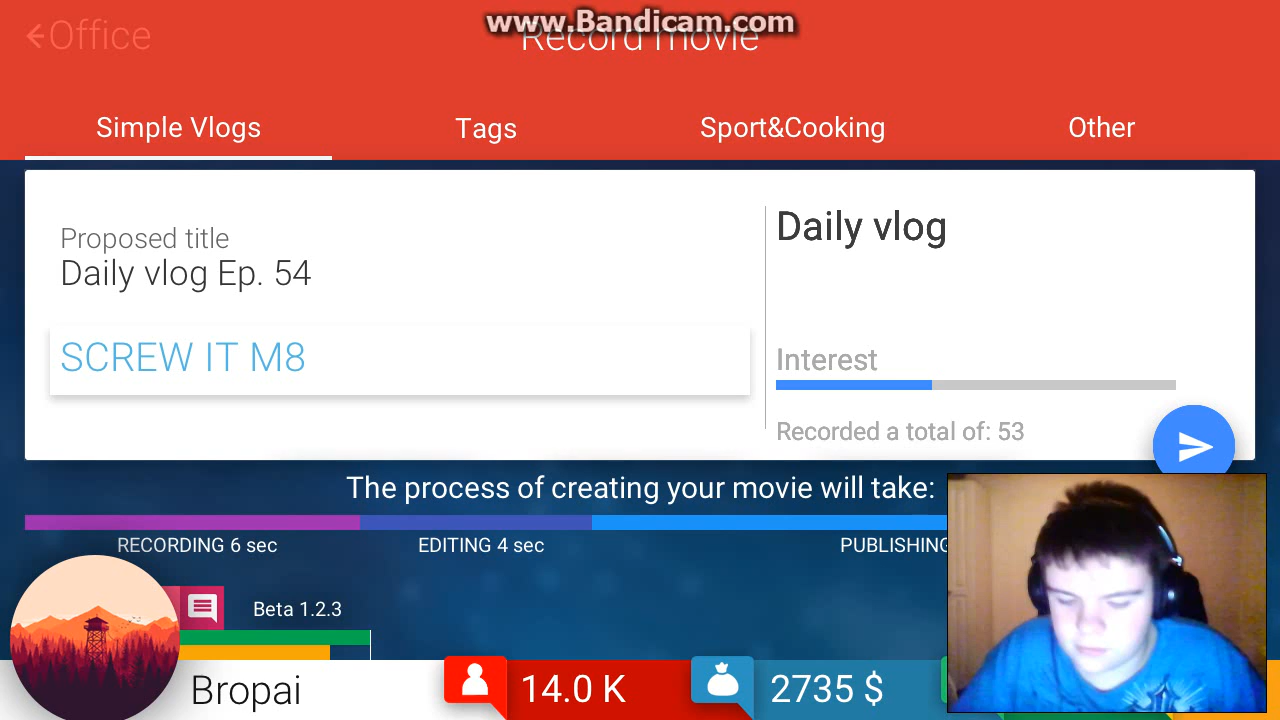 www.Bandicam.com
Office
Record movie
Simple Vlogs
Tags
Sport&Cooking
Other
Proposed title
Daily vlog Ep. 54
SCREW IT M8
Daily vlog
Interest
Recorded a total of: 53
The process of creating your movie will take:
RECORDING 6 sec
EDITING 4 sec
PUBLISHING
Beta 1.2.3
Bropai
14.0 K
2735 $